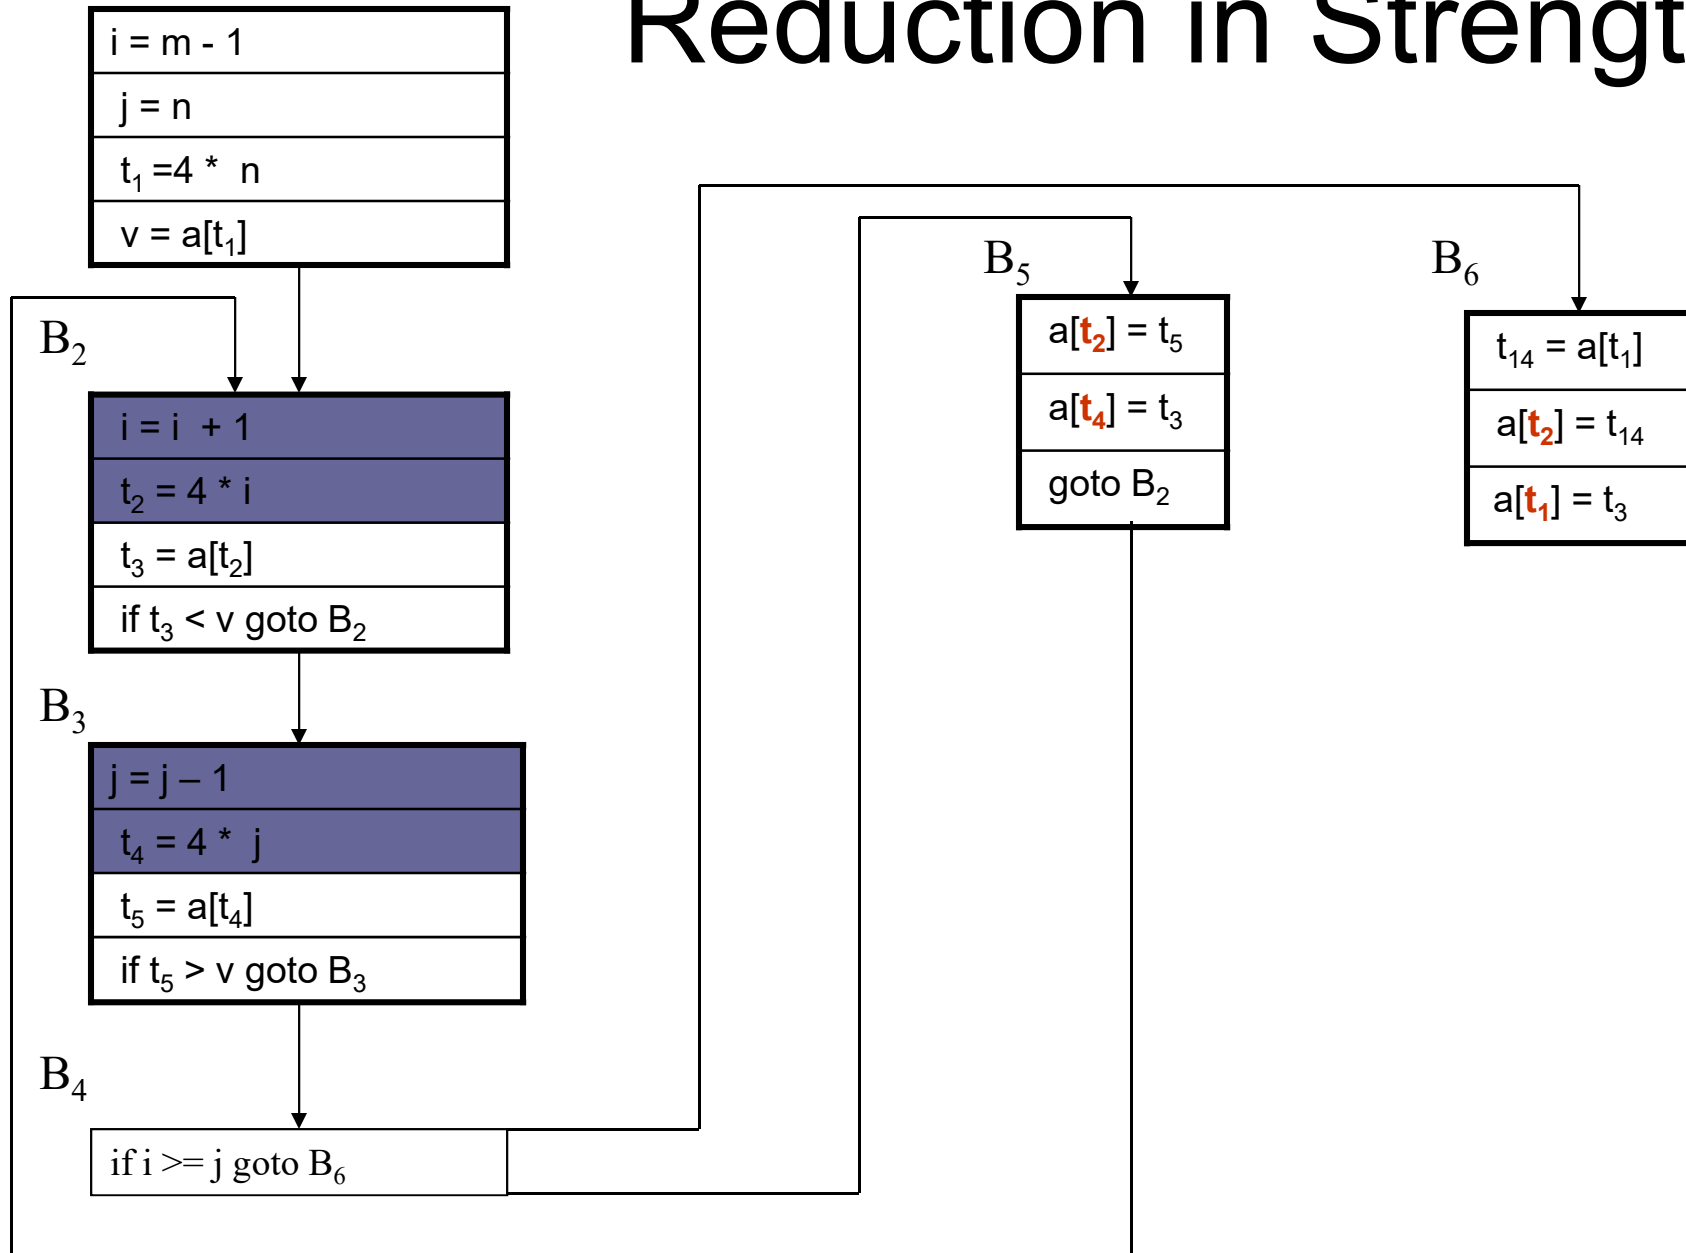 Reduction in Strengt
i = m - 1
j = n
t₁ =4 * n
v = a[t₁]
B₂
i = i + 1
t₂ = 4 * i
t₃ = a[t₂]
if t₃ < v goto B₂
B₃
j = j – 1
t₄ = 4 * j
t₅ = a[t₄]
if t₅ > v goto B₃
B₄
if i >= j goto B₆
B₅
a[t₂] = t₅
a[t₄] = t₃
goto B₂
B₆
t₁₄ = a[t₁]
a[t₂] = t₁₄
a[t₁] = t₃